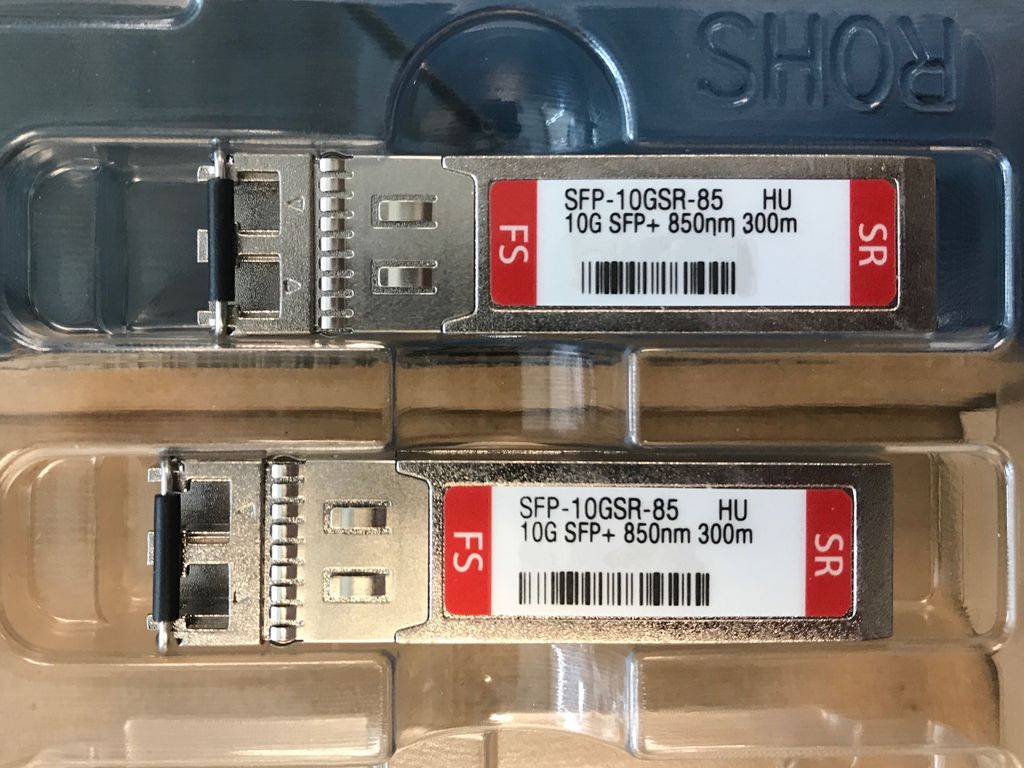 ROHS
FS
SFP-10GSR-85 HU
10G SFP+ 850nm 300m
SR
FS
SFP-10GSR-85 HU
10G SFP+ 850nm 300m
SR